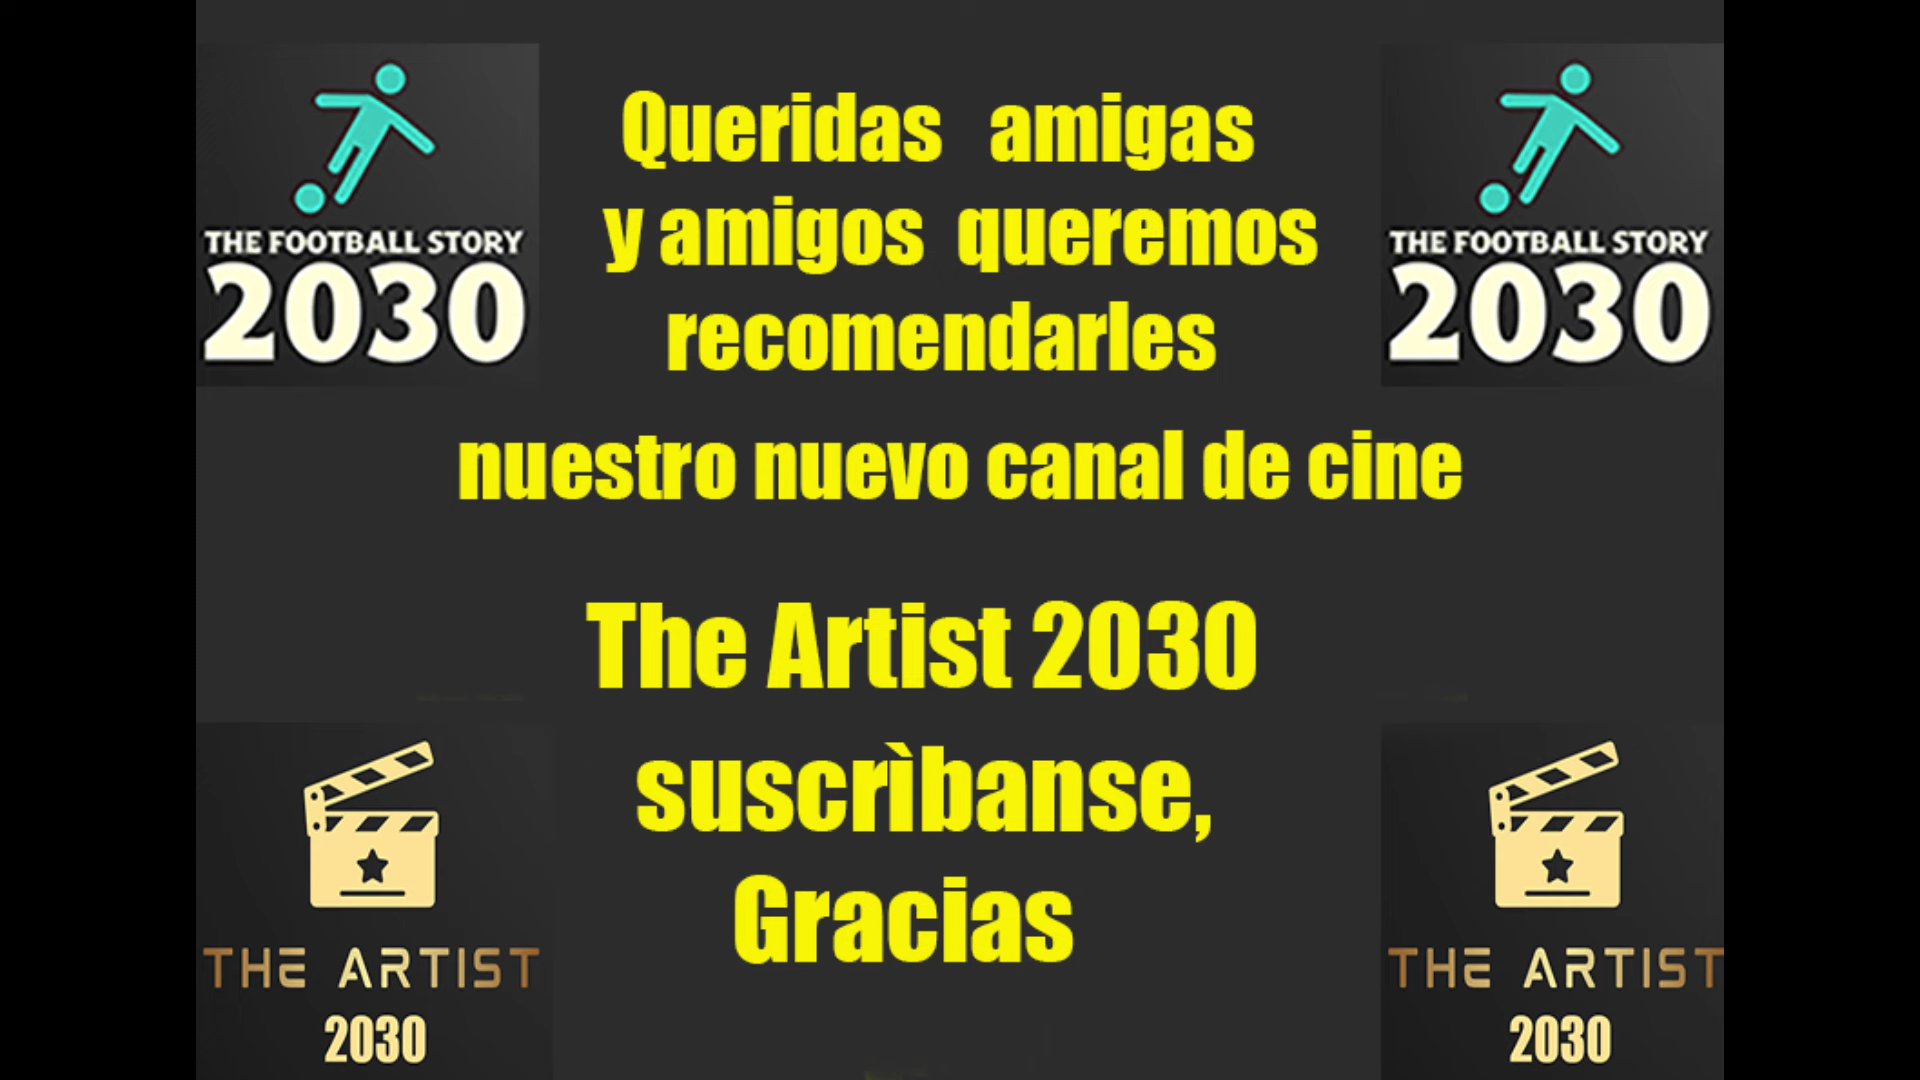 THE FOOTBALL STORY
2030
Queridas amigas
y amigos queremos
recomendarles
THE FOOTBALL STORY
2030
nuestro nuevo canal de cine
The Artist 2030
suscrìbanse,
Gracias
THE ARTIST
2030
THE ARTIST
2030